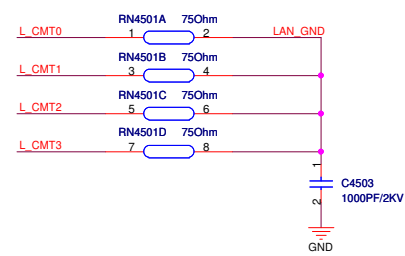 RN4501A 75Ohm
L_CMT0 1 2 LAN_GND
RN4501B 75Ohm
L_CMT1 3 4
RN4501C 75Ohm
L_CMT2 5 6
RN4501D 75Ohm
L_CMT3 7 8
1
C4503
1000PF/2KV
2
GND